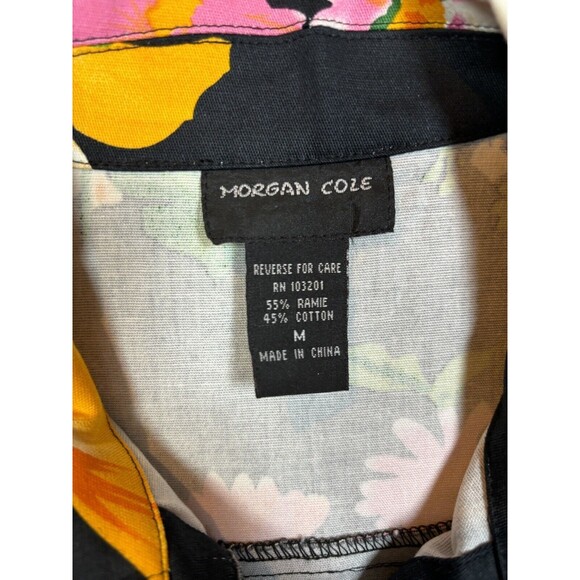 MORGAN COLE
REVERSE FOR CARE
RN 103201
55% RAMIE
45% COTTON
M
MADE IN CHINA